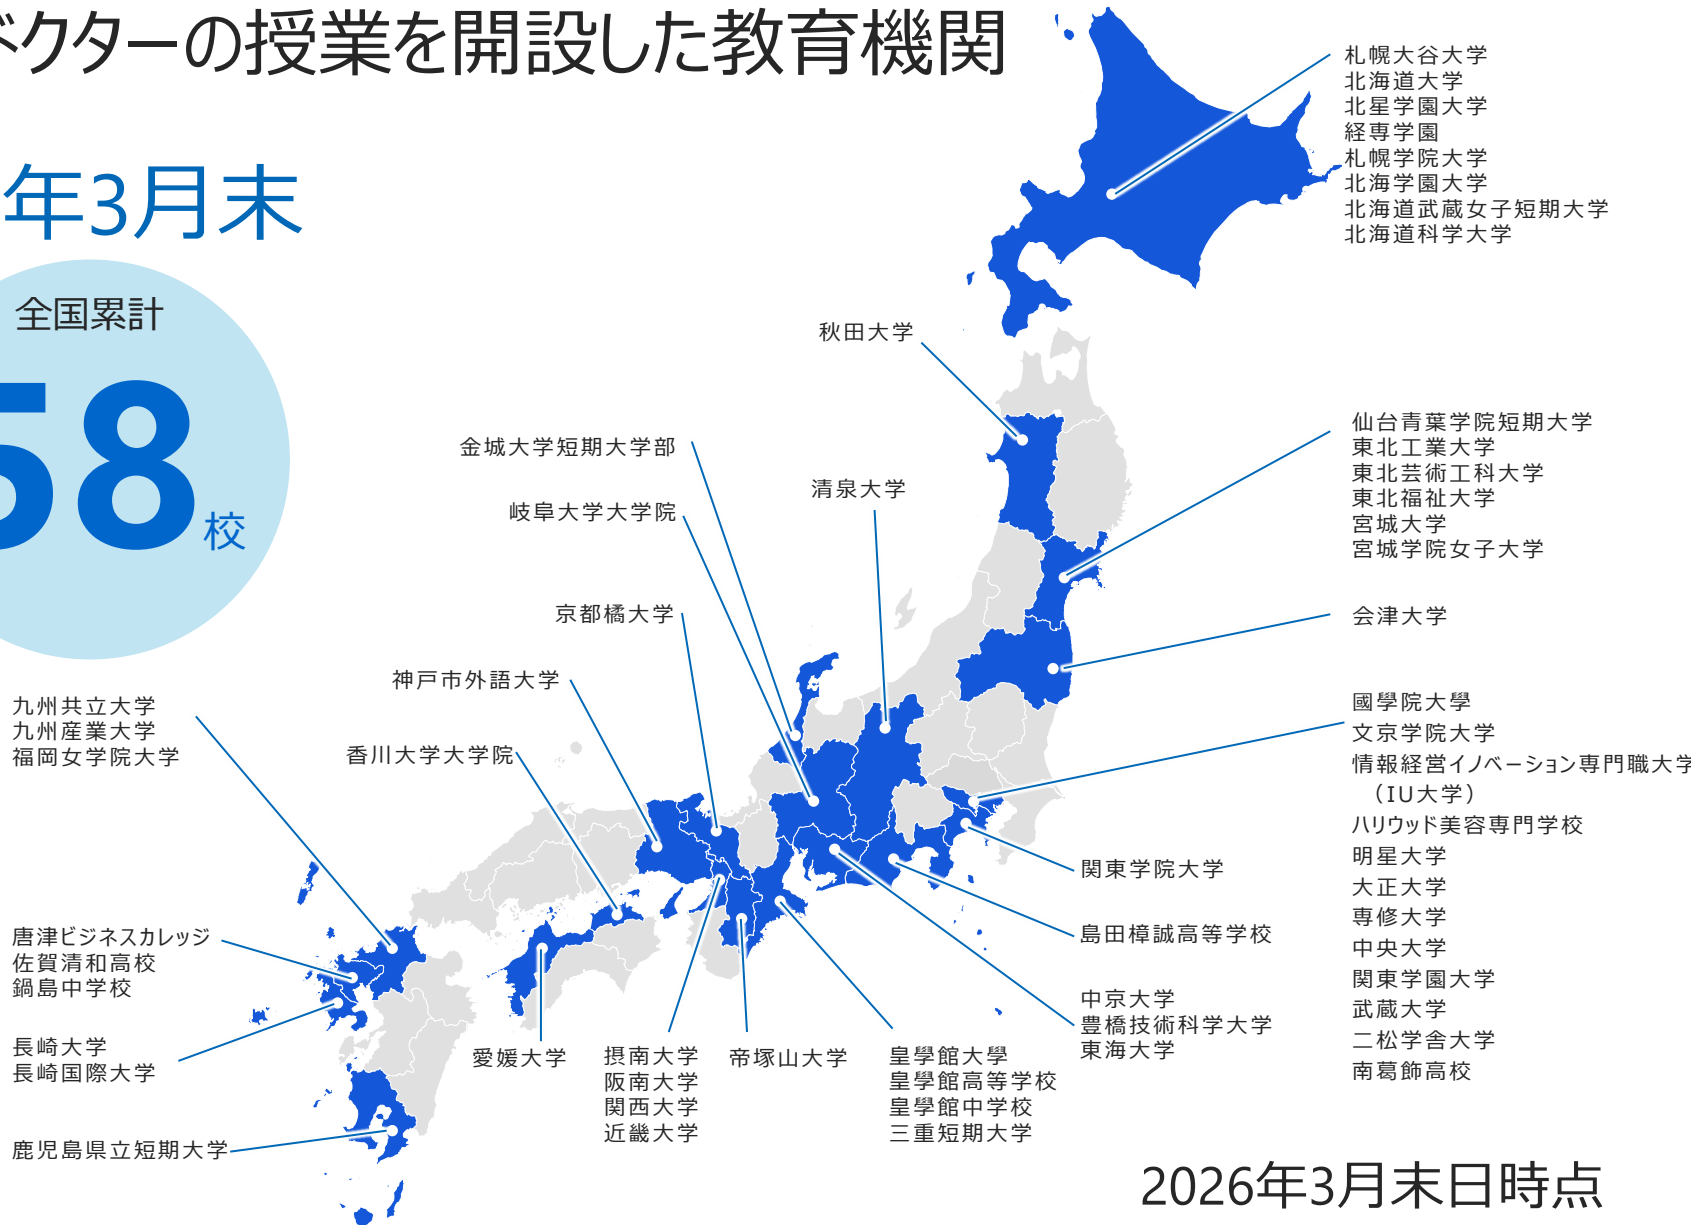 ドクターの授業を開設した教育機関
年3月末
全国累計
58校
札幌大谷大学
北海道大学
北星学園大学
経専学園
札幌学院大学
北海学園大学
北海道武蔵女子短期大学
北海道科学大学
秋田大学
仙台青葉学院短期大学
東北工業大学
東北芸術工科大学
東北福祉大学
宮城大学
宮城学院女子大学
金城大学短期大学部
清泉大学
岐阜大学大学院
京都橘大学
会津大学
神戸市外語大学
香川大学大学院
九州共立大学
九州産業大学
福岡女学院大学
國學院大學
文京学院大学
情報経営イノベーション専門職大学
（IU大学）
ハリウッド美容専門学校
明星大学
大正大学
専修大学
中央大学
関東学園大学
武蔵大学
二松学舎大学
南葛飾高校
関東学院大学
島田樟誠高等学校
中京大学
豊橋技術科学大学
東海大学
唐津ビジネスカレッジ
佐賀清和高校
鍋島中学校
長崎大学
長崎国際大学
鹿児島県立短期大学
愛媛大学
摂南大学
阪南大学
関西大学
近畿大学
帝塚山大学
皇學館大學
皇學館高等学校
皇學館中学校
三重短期大学
2026年3月末日時点